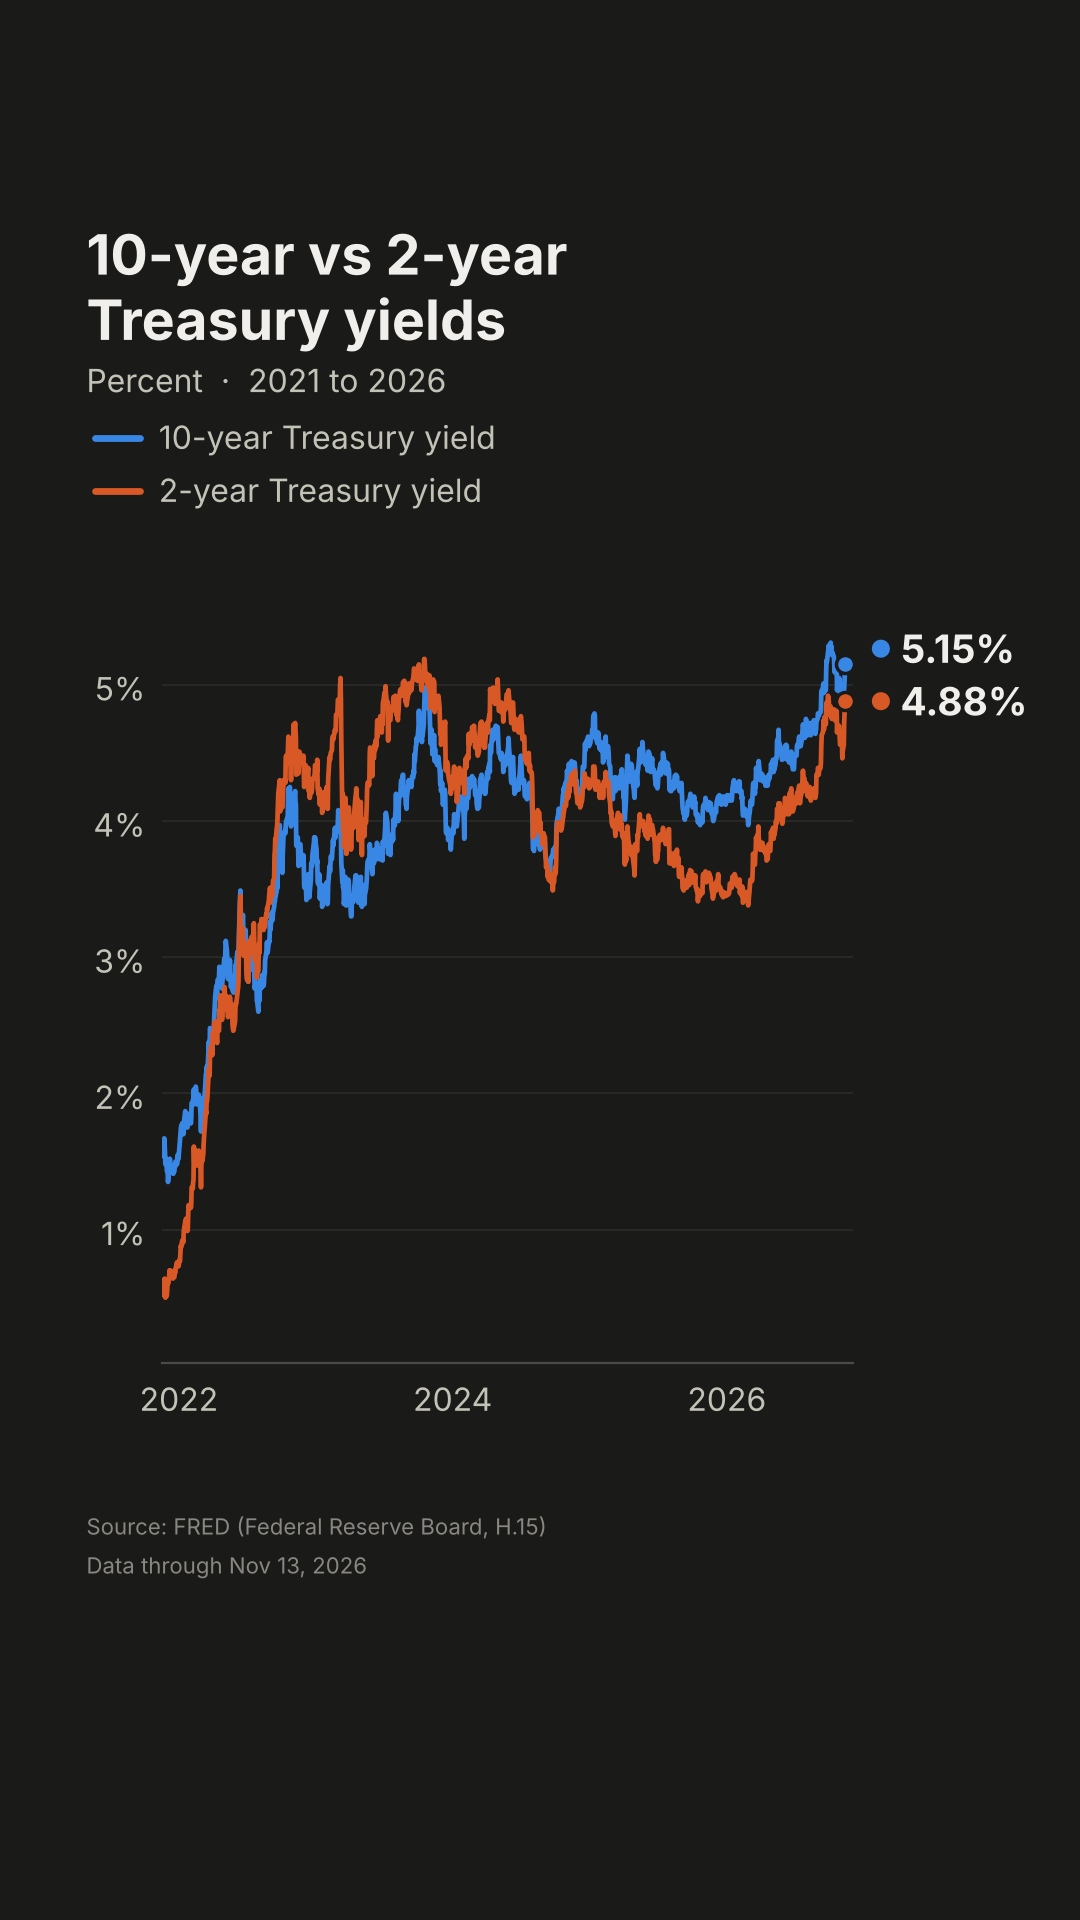 10-year vs 2-year
Treasury yields
Percent · 2021 to 2026
10-year Treasury yield
2-year Treasury yield
5.15%
4.88%
5%
4%
3%
2%
1%
2022
2024
2026
Source: FRED (Federal Reserve Board, H.15)
Data through Nov 13, 2026